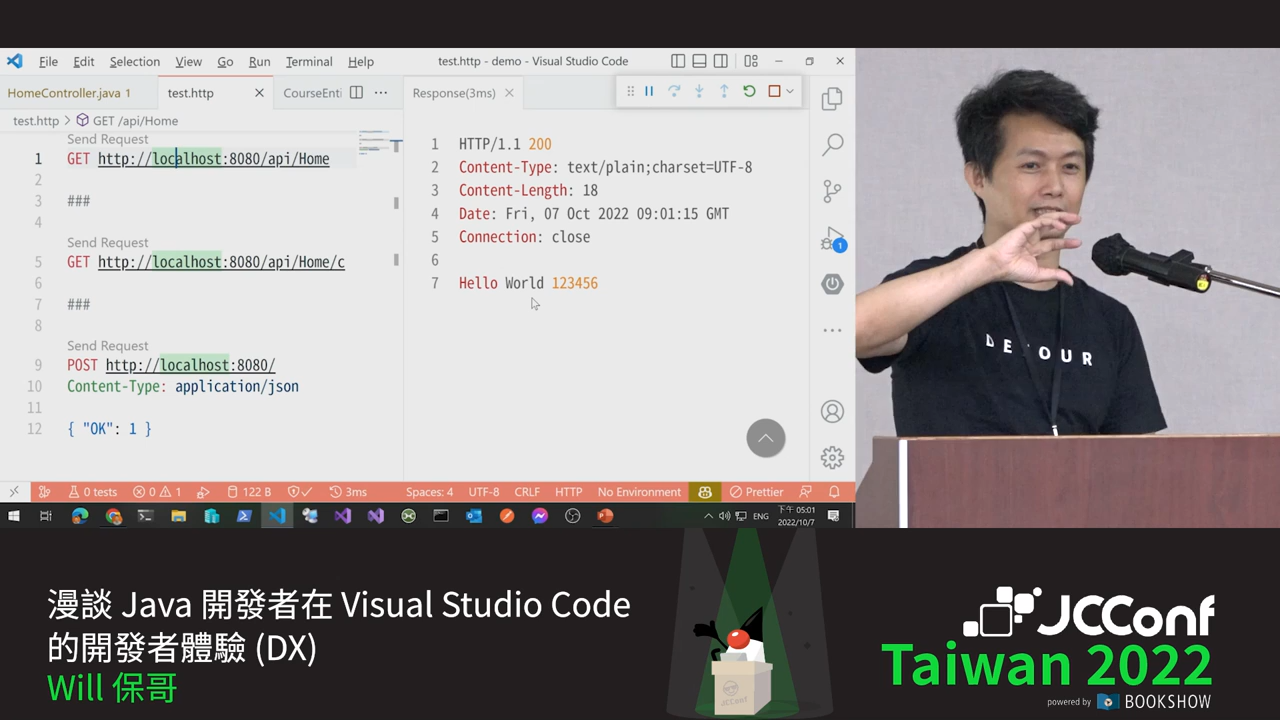 File Edit Selection View Go Run Terminal Help test.http - demo - Visual Studio Code
HomeController.java 1 test.http CourseEnti
test.http > GET /api/Home
Send Request
1 GET http://localhost:8080/api/Home
2
3 ###
4
Send Request
5 GET http://localhost:8080/api/Home/c
6
7 ###
8
Send Request
9 POST http://localhost:8080/
10 Content-Type: application/json
11
12 { "OK": 1 }
Response(3ms)
1 HTTP/1.1 200
2 Content-Type: text/plain;charset=UTF-8
3 Content-Length: 18
4 Date: Fri, 07 Oct 2022 09:01:15 GMT
5 Connection: close
6
7 Hello World 123456
1
0 tests 0 1 122 B 3ms Spaces: 4 UTF-8 CRLF HTTP No Environment Prettier
ENG 下午 05:01
2022/10/7
DETOUR
漫談 Java 開發者在 Visual Studio Code
的開發者體驗 (DX)
Will 保哥
JCConf
JCConf
Taiwan 2022
powered by BOOKSHOW